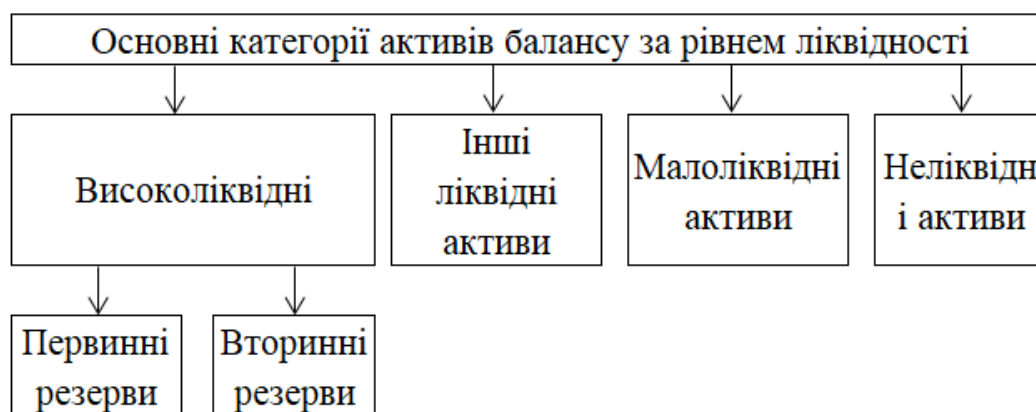 Основні категорії активів балансу за рівнем ліквідності
Високоліквідні
Інші
ліквідні
активи
Малоліквідні
активи
Неліквідн
і активи
Первинні
резерви
Вторинні
резерви